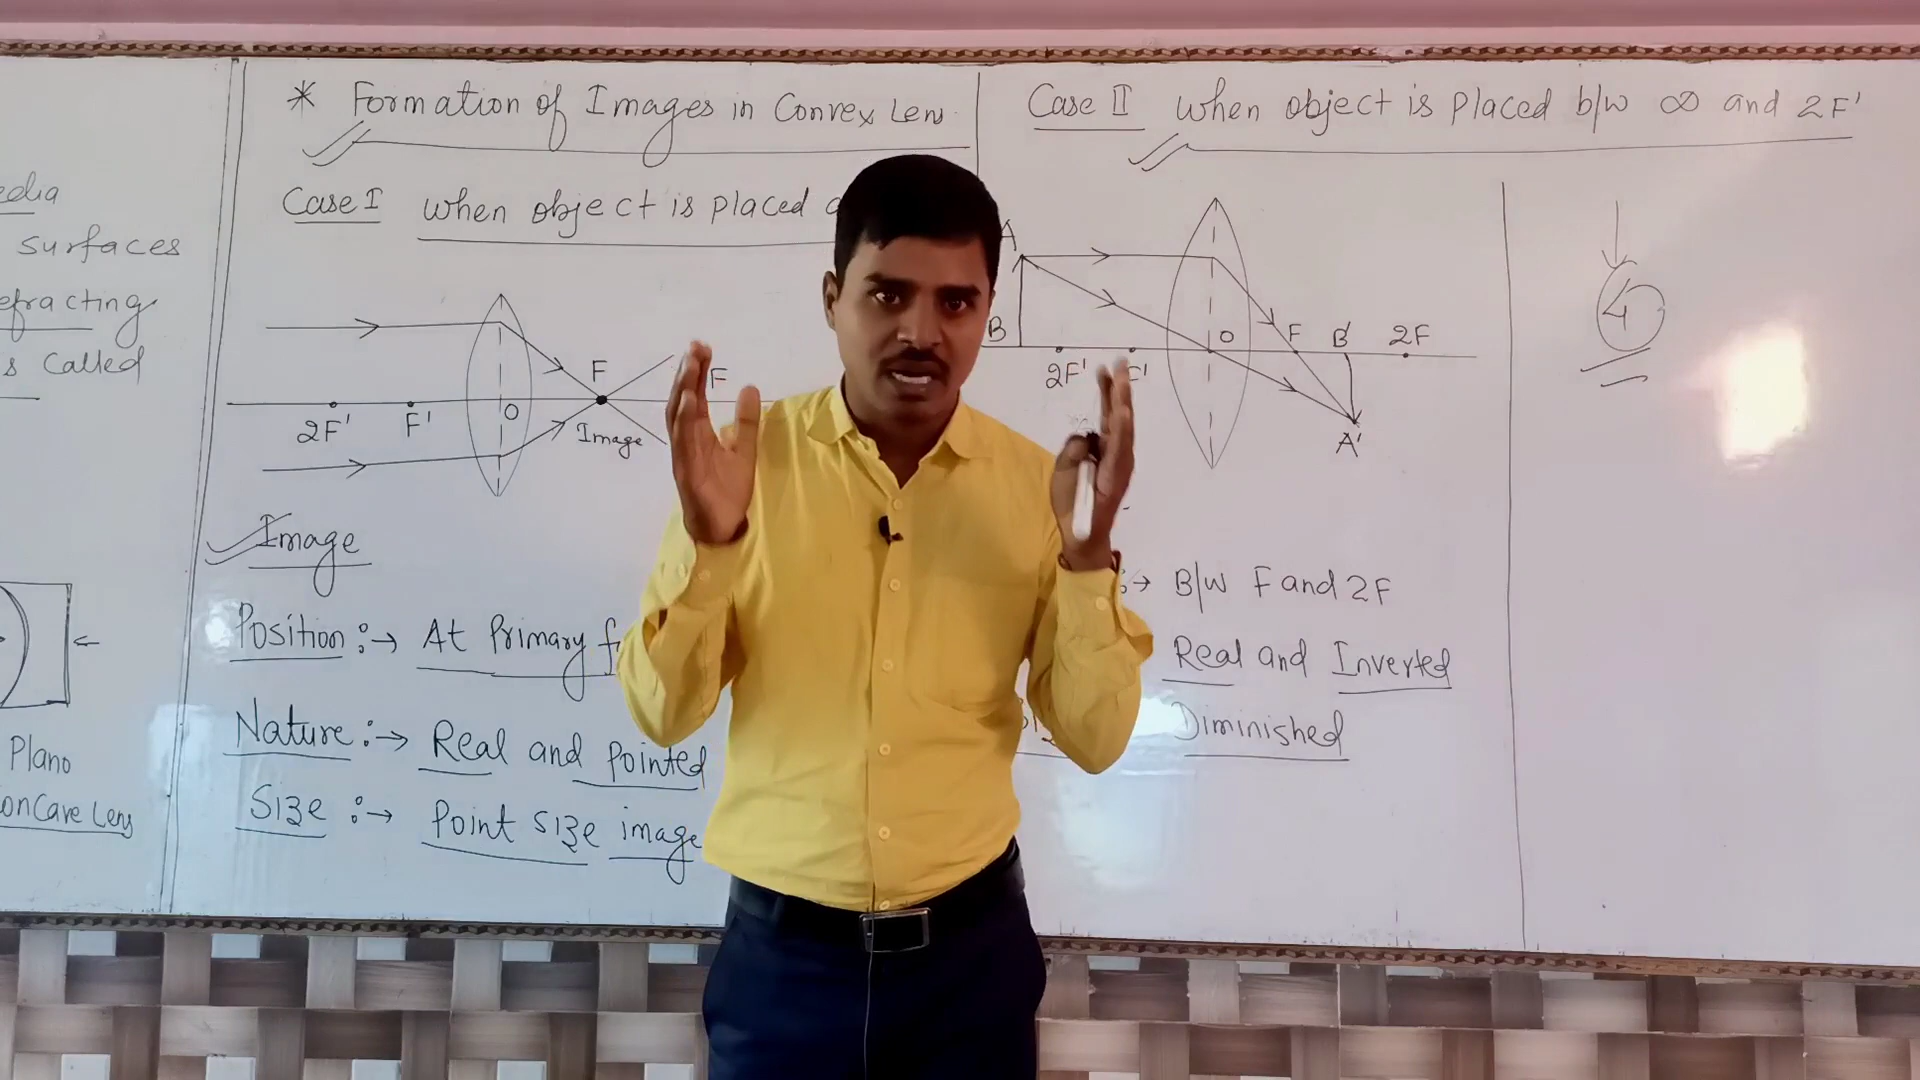 edia
surfaces
efracting
s called
Plano
oncave Lens
* Formation of Images in Convex Lens
Case I when object is placed
F
F
2F' F' O
Image
Image
Position :→ At Primary f
Nature :→ Real and pointed
Size :→ Point size image
Case II when object is placed b/w ∞ and 2F'
A
B O F B' 2F
2F' F'
A'
:→ B/w F and 2F
Real and Inverted
Diminished
4